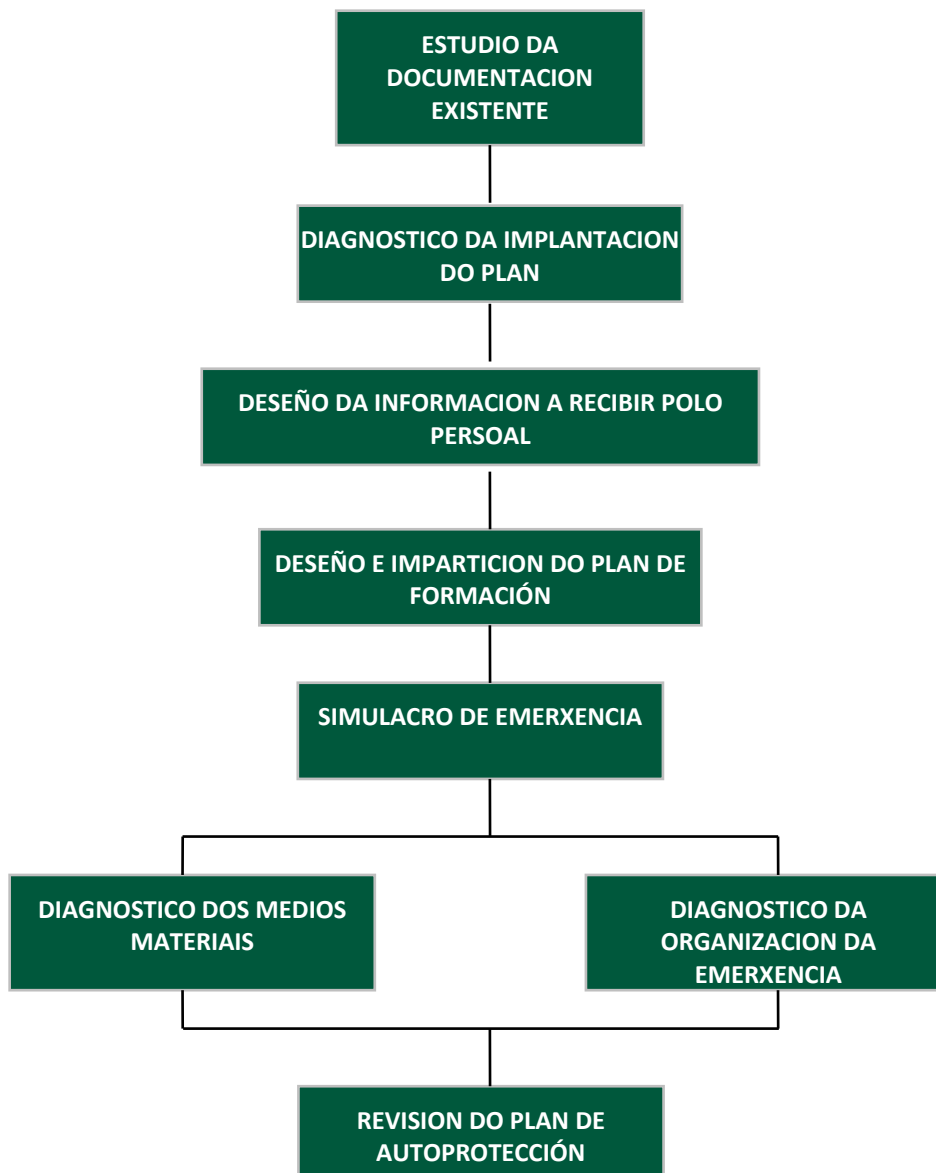 ESTUDIO DA
DOCUMENTACION
EXISTENTE
DIAGNOSTICO DA IMPLANTACION
DO PLAN
DESEÑO DA INFORMACION A RECIBIR POLO
PERSOAL
DESEÑO E IMPARTICION DO PLAN DE
FORMACIÓN
SIMULACRO DE EMERXENCIA
DIAGNOSTICO DOS MEDIOS
MATERIAIS
DIAGNOSTICO DA
ORGANIZACION DA
EMERXENCIA
REVISION DO PLAN DE
AUTOPROTECCIÓN